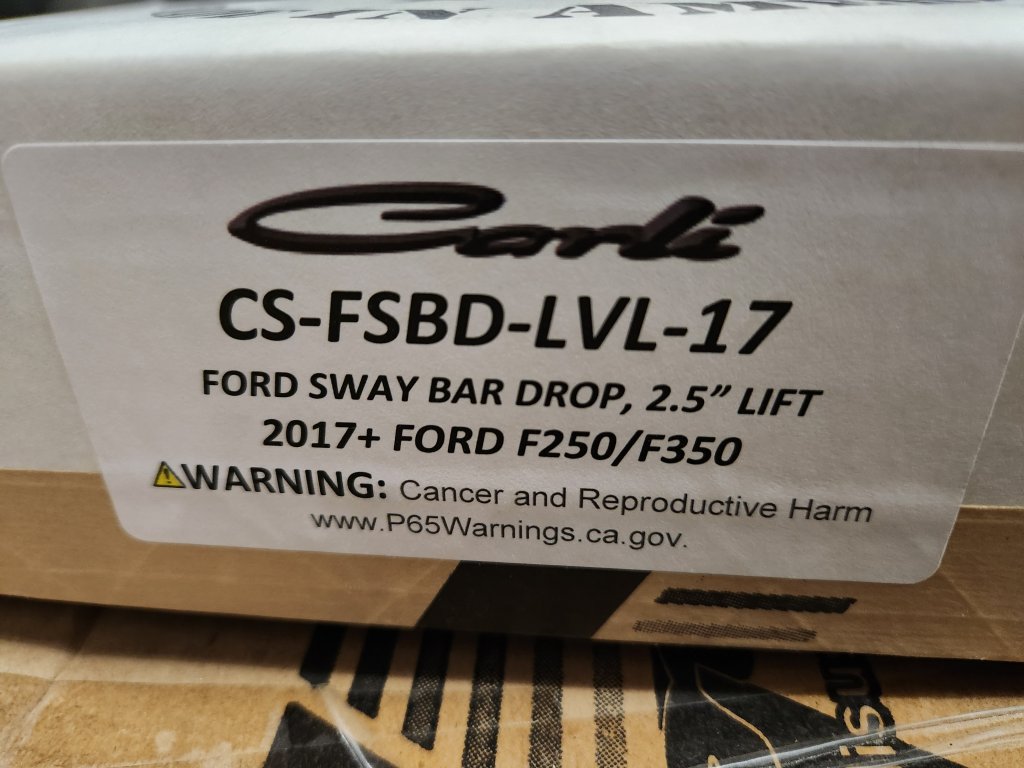 Carli
CS-FSBD-LVL-17
FORD SWAY BAR DROP, 2.5” LIFT
2017+ FORD F250/F350
WARNING: Cancer and Reproductive Harm
www.P65Warnings.ca.gov.